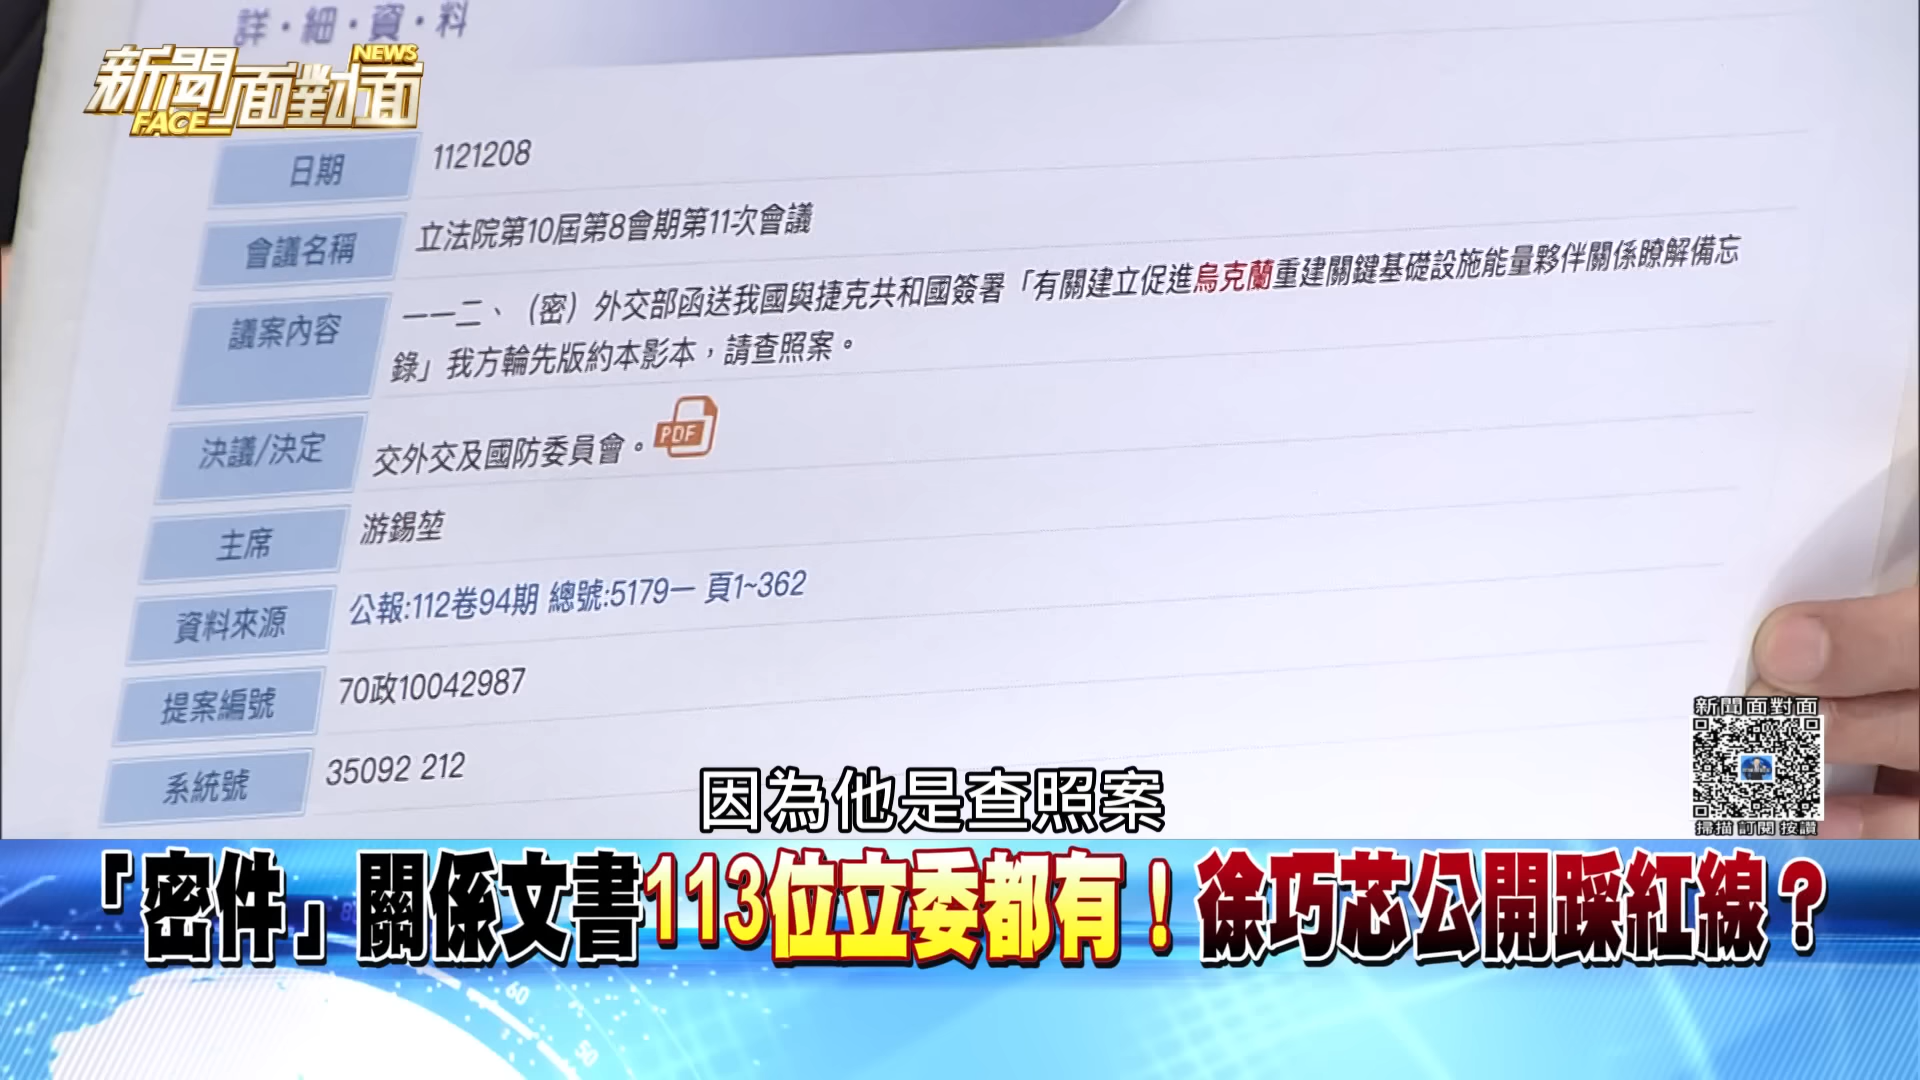 詳・細・資・料
新聞面對面
NEWS
FACE
日期 1121208
會議名稱 立法院第10屆第8會期第11次會議
議案內容 一一二、（密）外交部函送我國與捷克共和國簽署「有關建立促進烏克蘭重建關鍵基礎設施能量夥伴關係瞭解備忘
錄」我方輪先版約本影本，請查照案。
決議/決定 交外交及國防委員會。
PDF
主席 游錫堃
資料來源 公報:112卷94期 總號:5179一 頁1~362
提案編號 70政10042987
系統號 35092 212
新聞面對面
掃描 訂閱 按讚
因為他是查照案
「密件」關係文書113位立委都有！徐巧芯公開踩紅線？
60
50